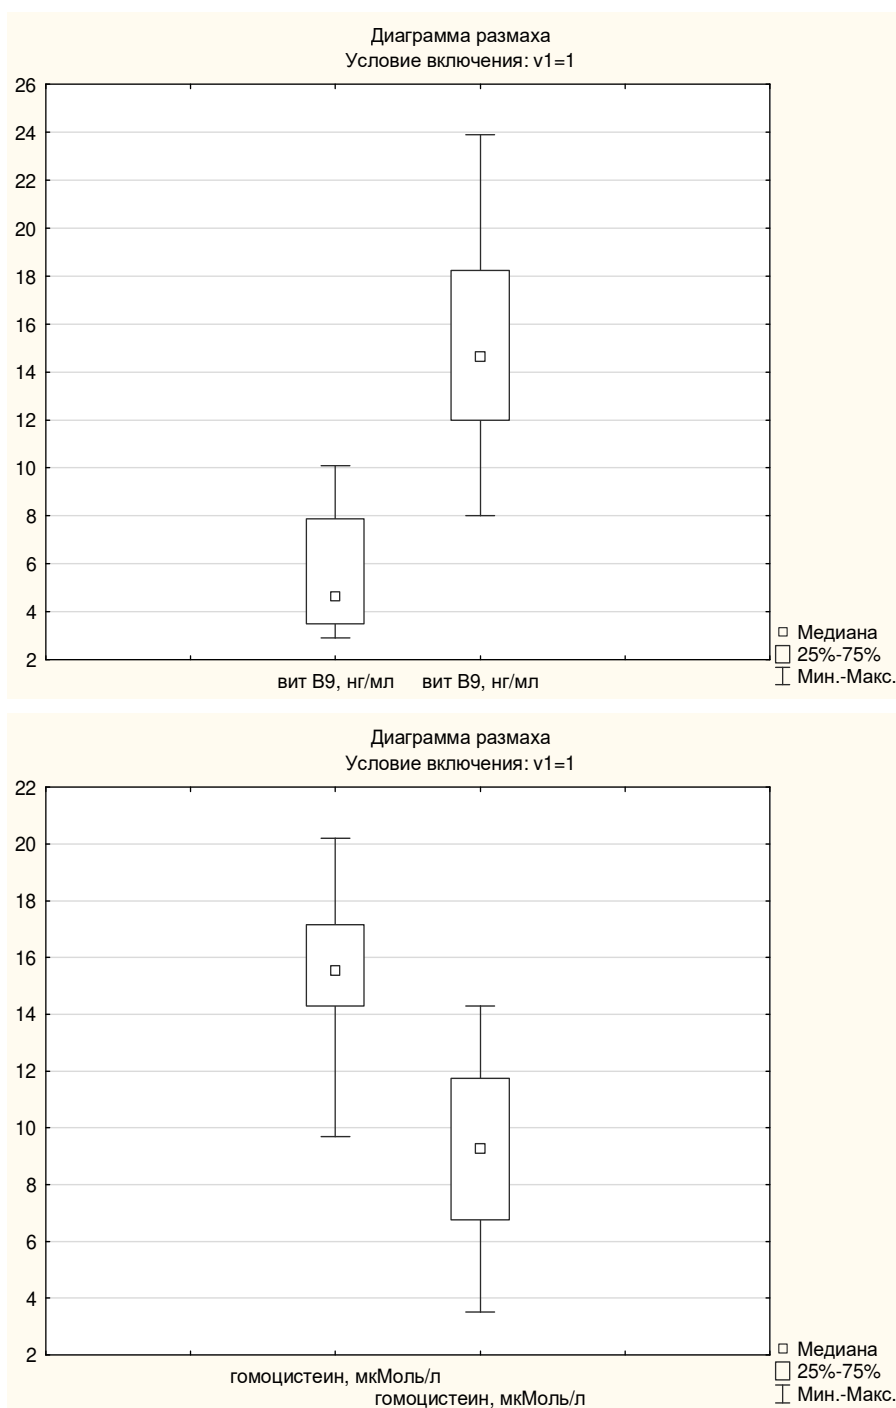 Диаграмма размаха
Условие включения: v1=1
26
24
22
20
18
16
14
12
10
8
6
4
2
вит В9, нг/мл вит В9, нг/мл
Медиана
25%-75%
Мин.-Макс.
Диаграмма размаха
Условие включения: v1=1
22
20
18
16
14
12
10
8
6
4
2
гомоцистеин, мкМоль/л
гомоцистеин, мкМоль/л
Медиана
25%-75%
Мин.-Макс.